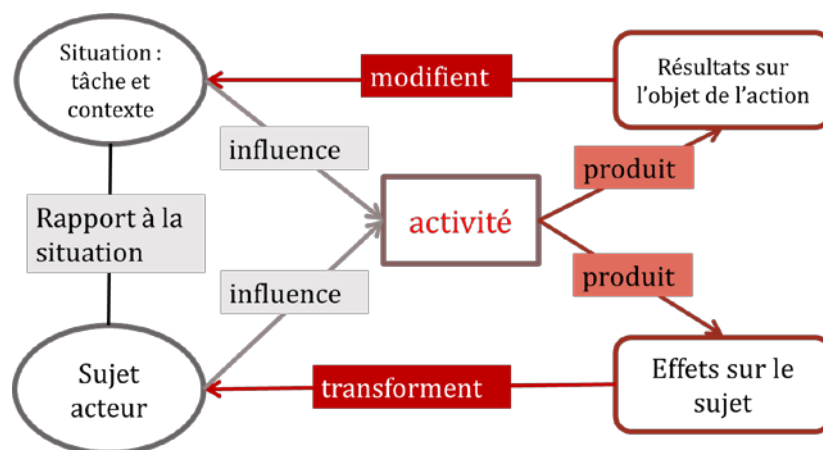 Situation :
tâche et
contexte
modifient
Résultats sur
l'objet de l'action
influence
produit
Rapport à la
situation
activité
influence
produit
Sujet
acteur
transforment
Effets sur le
sujet